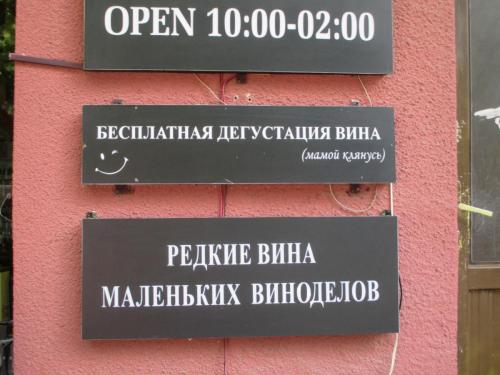 OPEN 10:00-02:00
БЕСПЛАТНАЯ ДЕГУСТАЦИЯ ВИНА
(мамой клянусь)
РЕДКИЕ ВИНА
МАЛЕНЬКИХ ВИНОДЕЛОВ